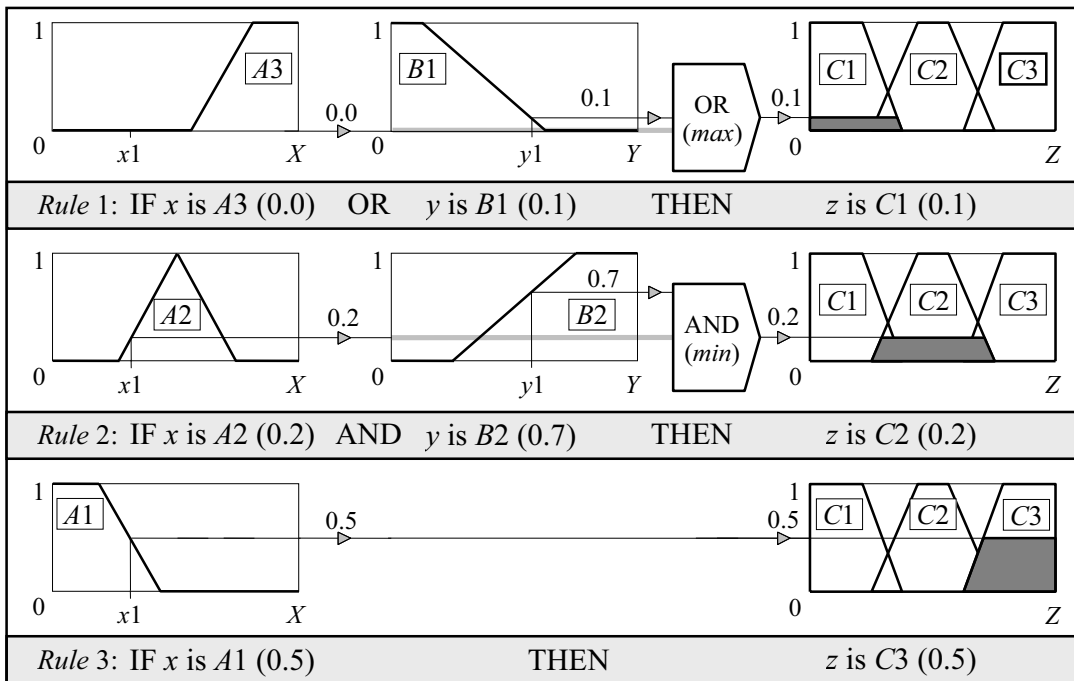 1 A3 B1 1 C1 C2 C3
0.0 0.1 OR (max) 0.1
0 x1 X 0 y1 Y 0 Z
Rule 1: IF x is A3 (0.0) OR y is B1 (0.1) THEN z is C1 (0.1)
1 A2 1 0.7 B2 1 C1 C2 C3
0.2 AND (min) 0.2
0 x1 X 0 y1 Y 0 Z
Rule 2: IF x is A2 (0.2) AND y is B2 (0.7) THEN z is C2 (0.2)
1 A1 1 C1 C2 C3
0.5 0.5
0 x1 X 0 Z
Rule 3: IF x is A1 (0.5) THEN z is C3 (0.5)